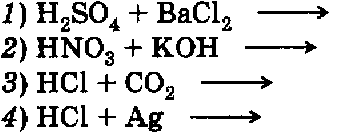 1) H₂SO₄ + BaCl₂ ⟶
2) HNO₃ + KOH ⟶
3) HCl + CO₂ ⟶
4) HCl + Ag ⟶